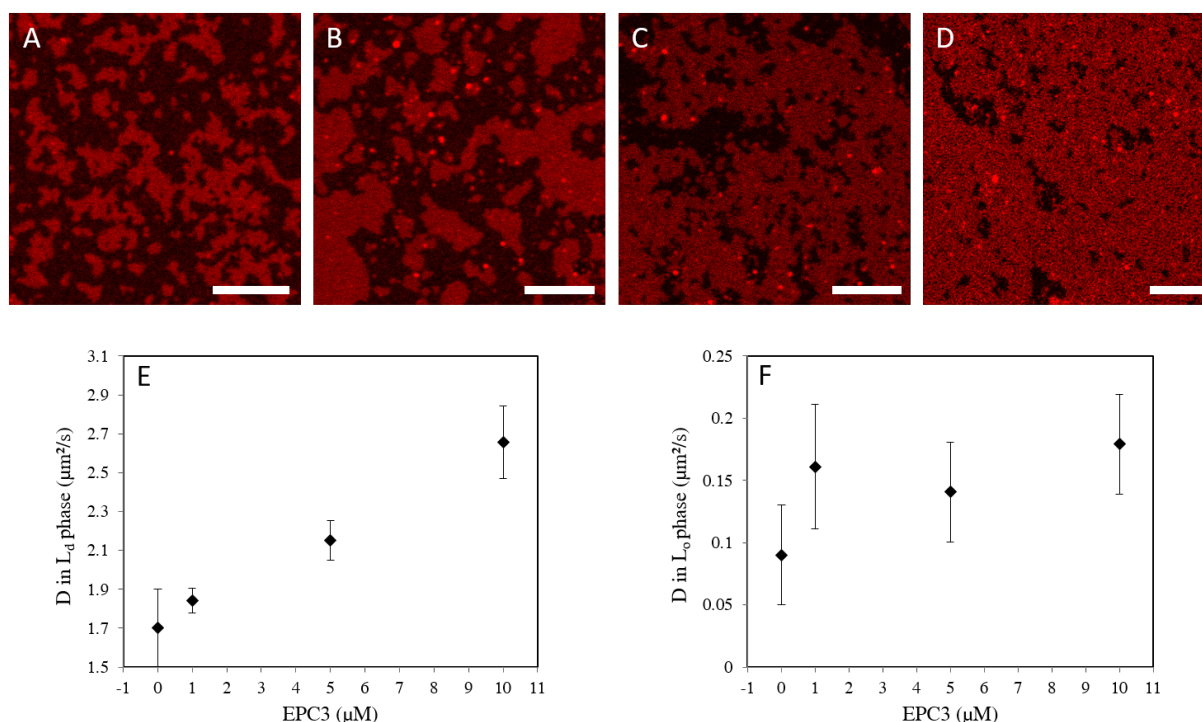 A
B
C
D
E
3.1
2.9
2.7
2.5
2.3
2.1
1.9
1.7
1.5
D in Ld phase (µm²/s)
-1 0 1 2 3 4 5 6 7 8 9 10 11
EPC3 (µM)
F
0.25
0.2
0.15
0.1
0.05
0
D in Lo phase (µm²/s)
-1 0 1 2 3 4 5 6 7 8 9 10 11
EPC3 (µM)